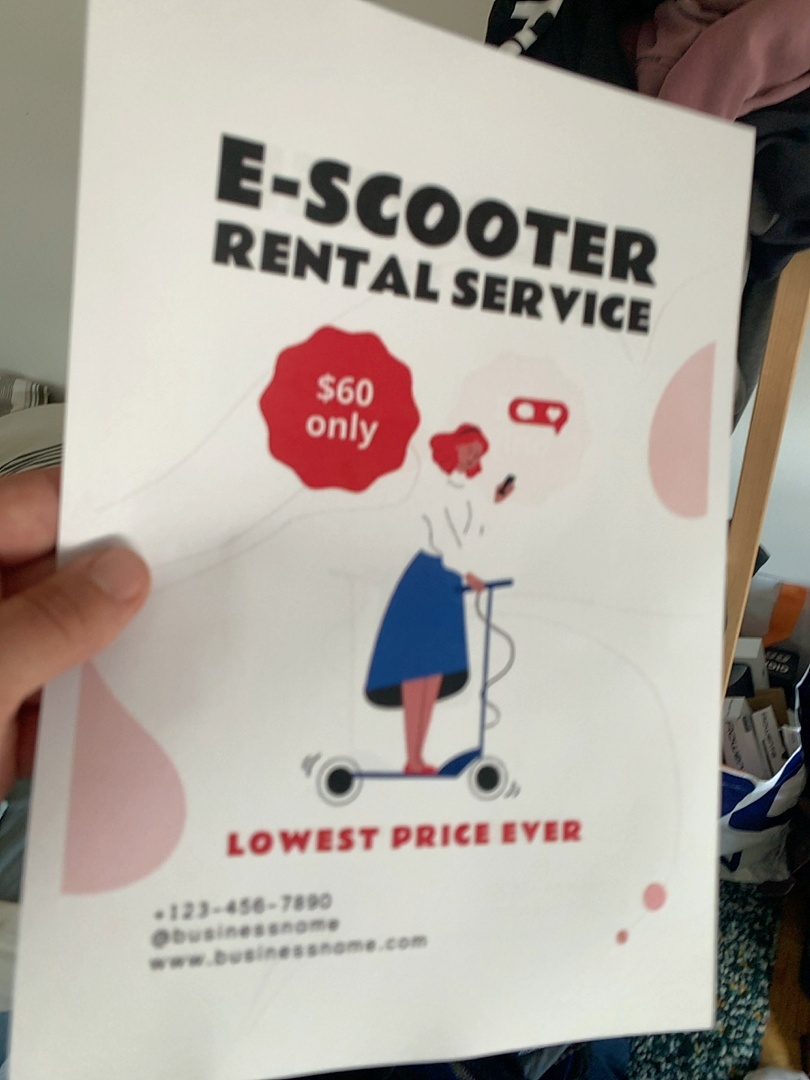 E-SCOOTER
RENTAL SERVICE
$60
only
LOWEST PRICE EVER
+123-456-7890
@businessname
www.businessname.com